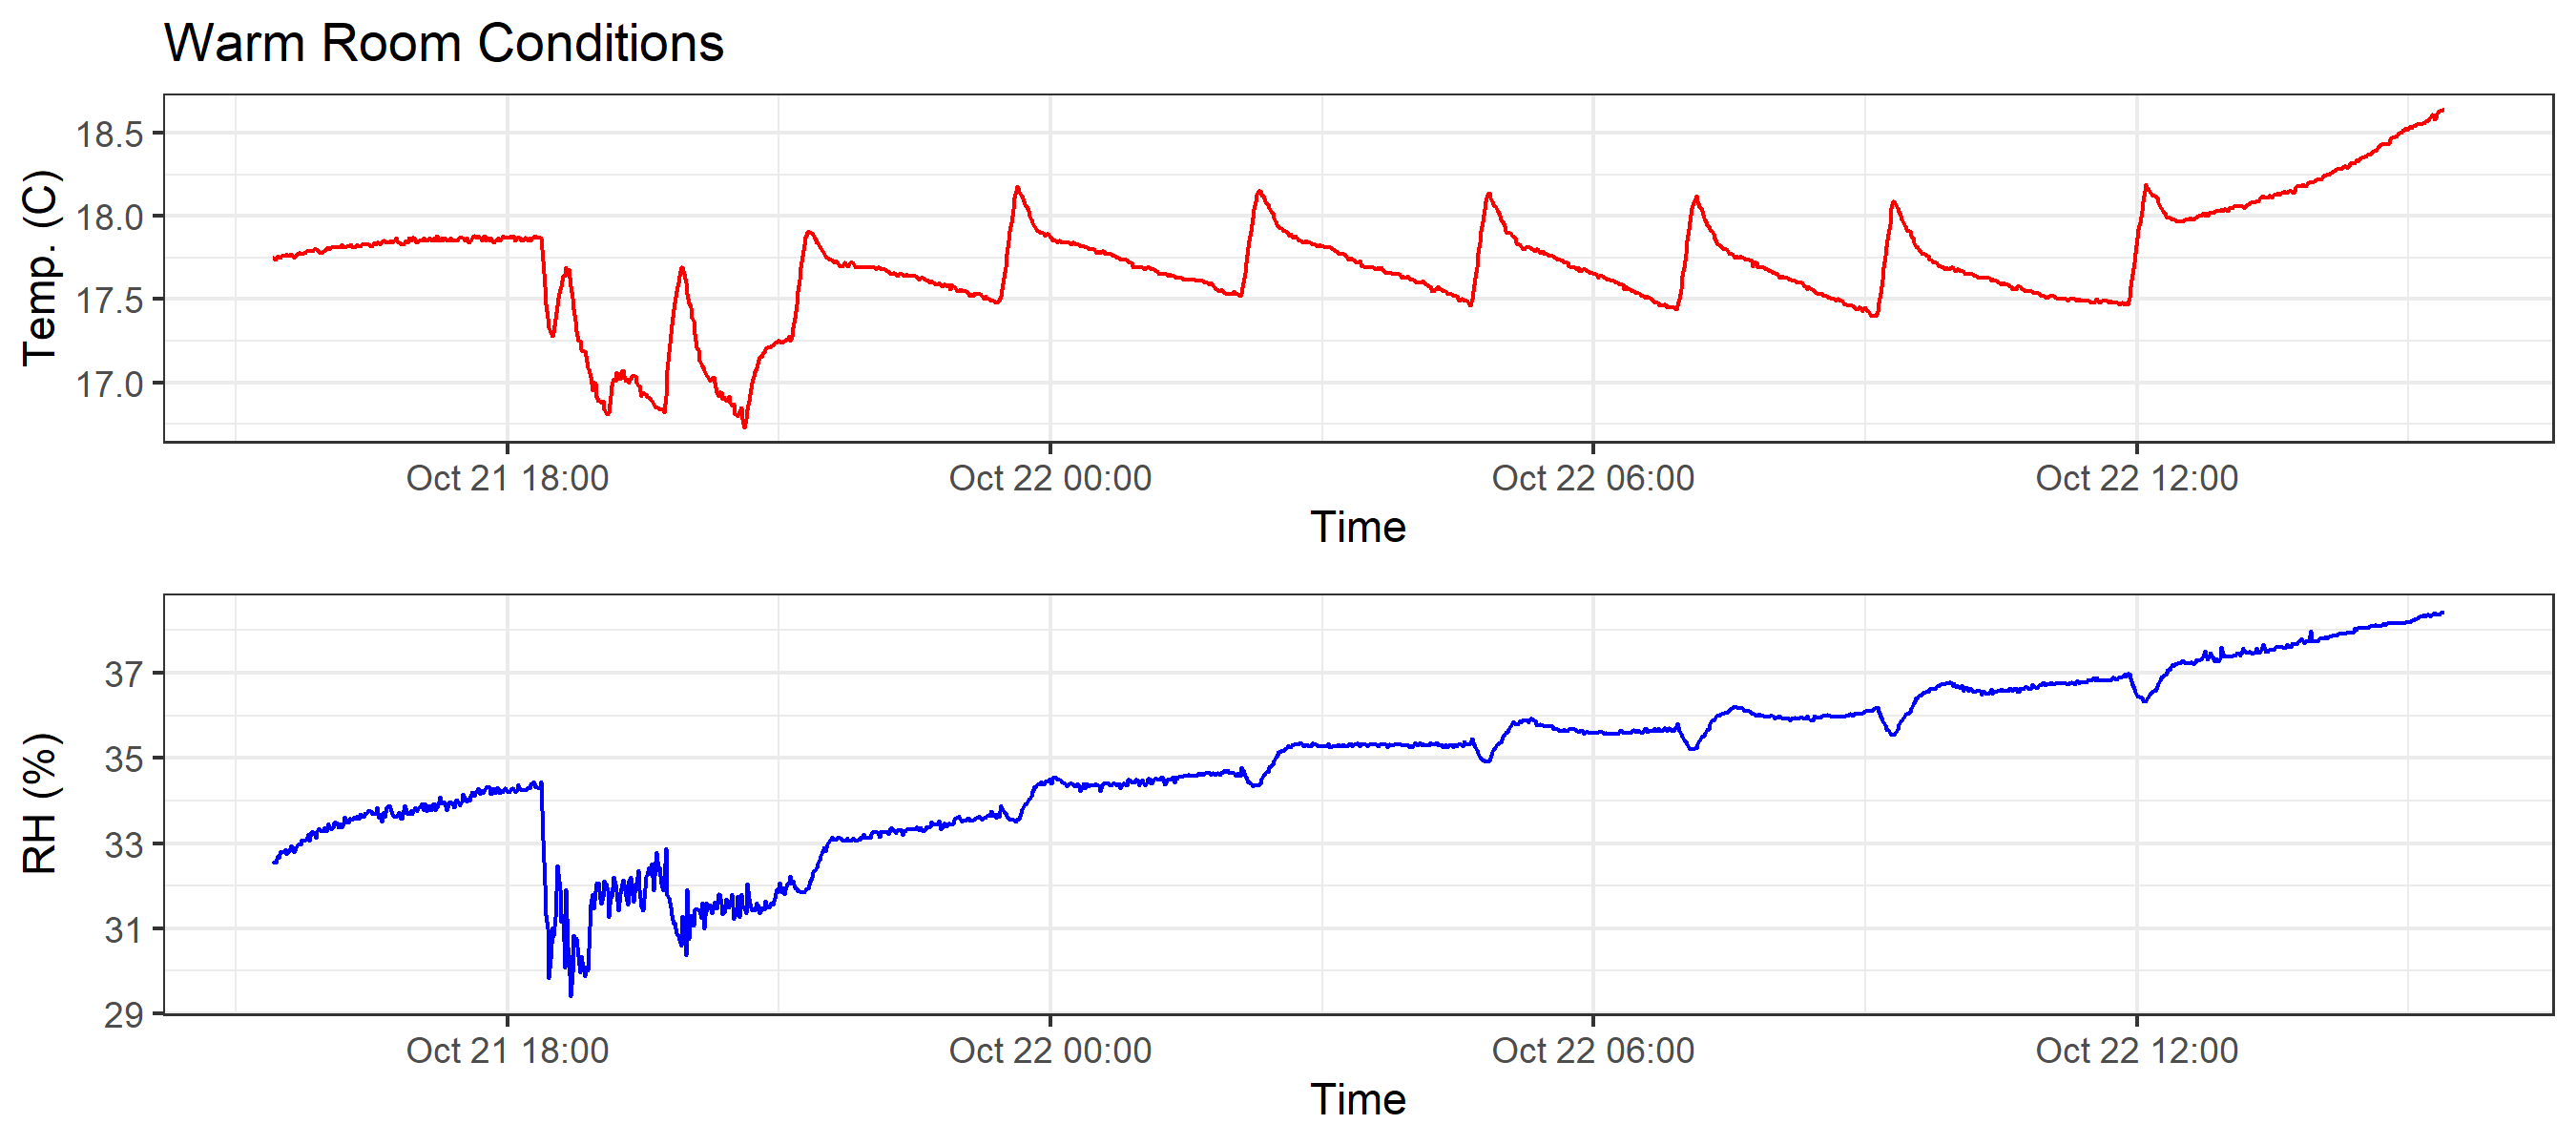 Warm Room Conditions
18.5
18.0
17.5
17.0
Temp. (C)
Oct 21 18:00 Oct 22 00:00 Oct 22 06:00 Oct 22 12:00
Time
37
35
33
31
29
RH (%)
Oct 21 18:00 Oct 22 00:00 Oct 22 06:00 Oct 22 12:00
Time